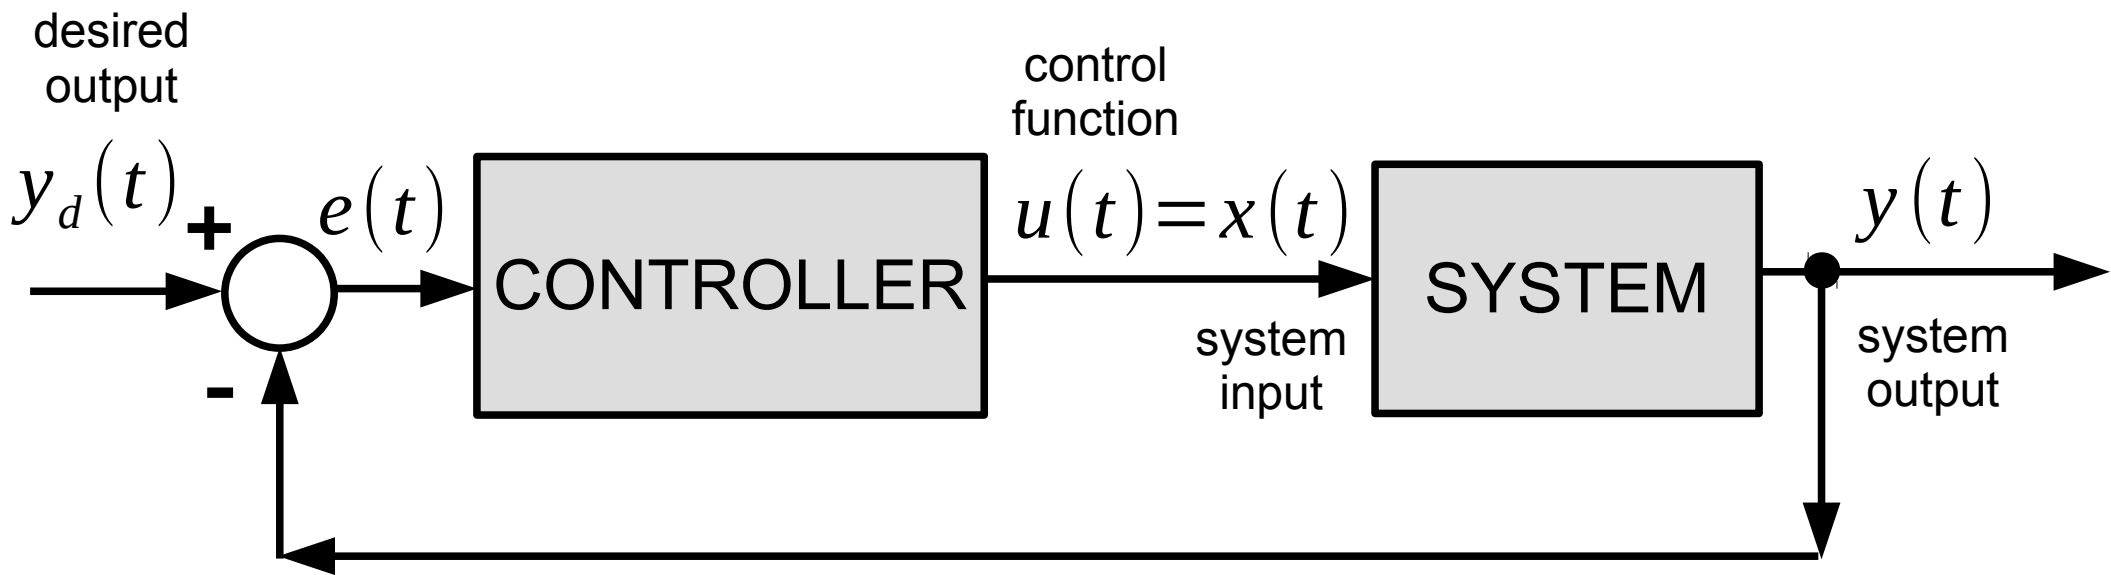 desired
output
y_d(t)
+
-
e(t)
CONTROLLER
control
function
u(t)=x(t)
system
input
SYSTEM
y(t)
system
output